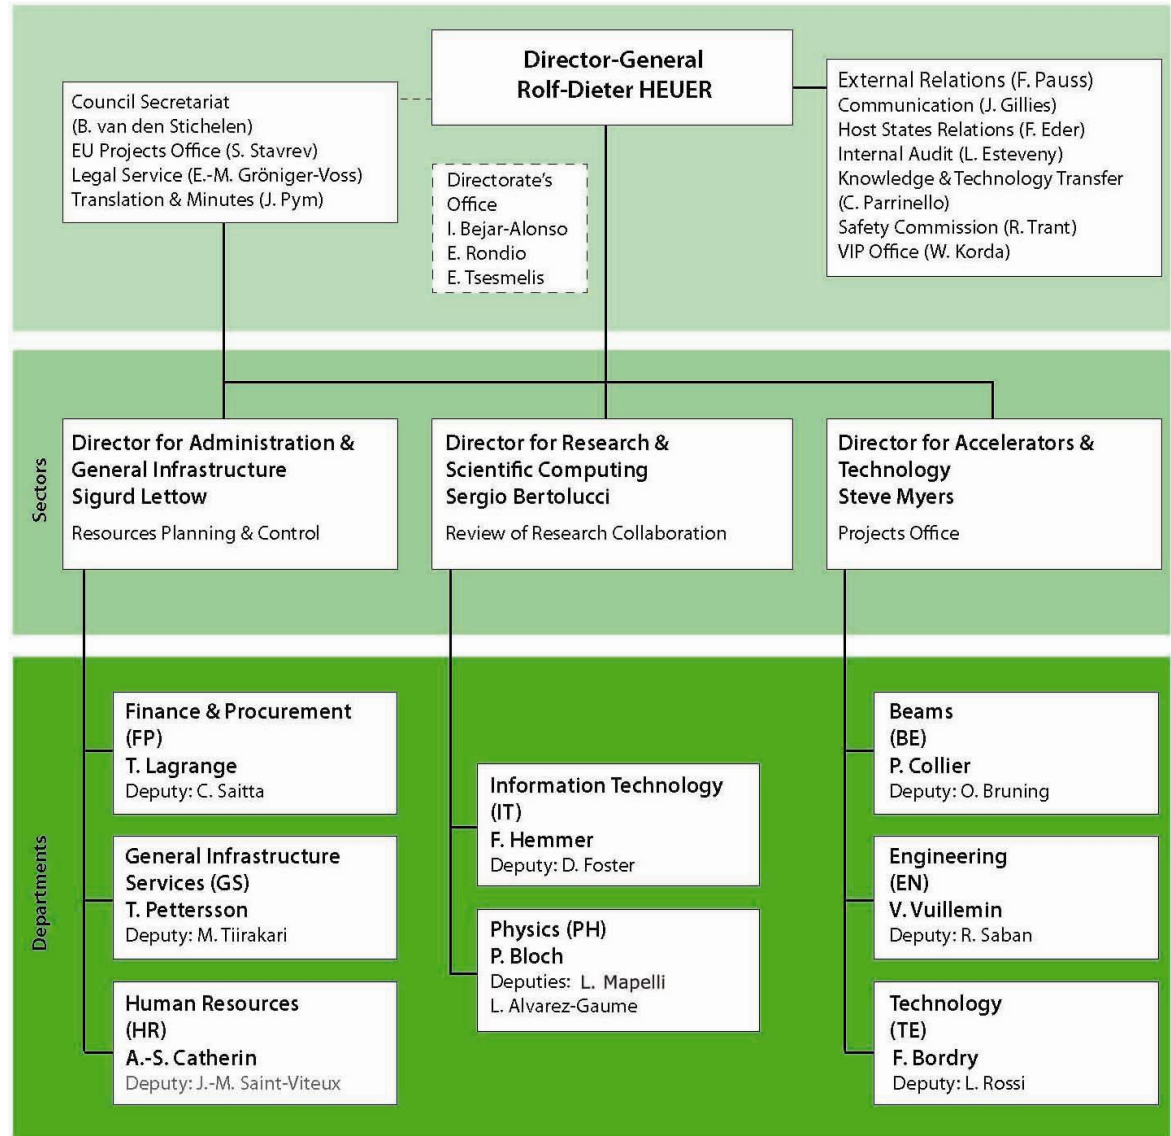 Director-General
Rolf-Dieter HEUER
Council Secretariat
(B. van den Stichelen)
EU Projects Office (S. Stavrev)
Legal Service (E.-M. Gröniger-Voss)
Translation & Minutes (J. Pym)
Directorate's
Office
I. Bejar-Alonso
E. Rondio
E. Tsesmelis
External Relations (F. Pauss)
Communication (J. Gillies)
Host States Relations (F. Eder)
Internal Audit (L. Esteveny)
Knowledge & Technology Transfer
(C. Parrinello)
Safety Commission (R. Trant)
VIP Office (W. Korda)
Sectors
Director for Administration &
General Infrastructure
Sigurd Lettow
Resources Planning & Control
Director for Research &
Scientific Computing
Sergio Bertolucci
Review of Research Collaboration
Director for Accelerators &
Technology
Steve Myers
Projects Office
Departments
Finance & Procurement
(FP)
T. Lagrange
Deputy: C. Saitta
General Infrastructure
Services (GS)
T. Pettersson
Deputy: M. Tiirakari
Human Resources
(HR)
A.-S. Catherin
Deputy: J.-M. Saint-Viteux
Information Technology
(IT)
F. Hemmer
Deputy: D. Foster
Physics (PH)
P. Bloch
Deputies: L. Mapelli
L. Alvarez-Gaume
Beams
(BE)
P. Collier
Deputy: O. Bruning
Engineering
(EN)
V. Vuillemin
Deputy: R. Saban
Technology
(TE)
F. Bordry
Deputy: L. Rossi